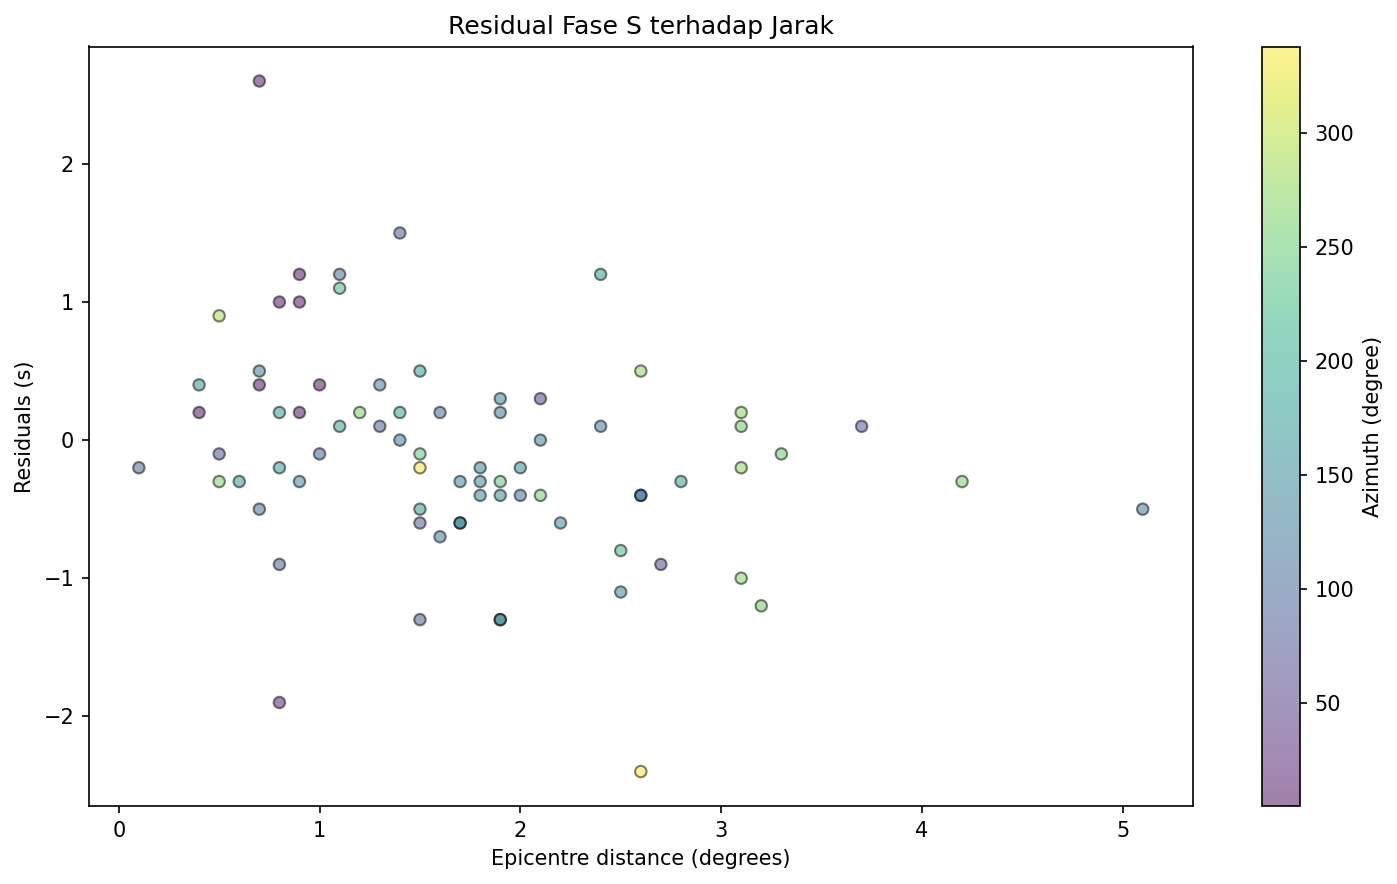 Residual Fase S terhadap Jarak
Residuals (s)
2
1
0
−1
−2
0 1 2 3 4 5
Epicentre distance (degrees)
300
250
200
150
100
50
Azimuth (degree)